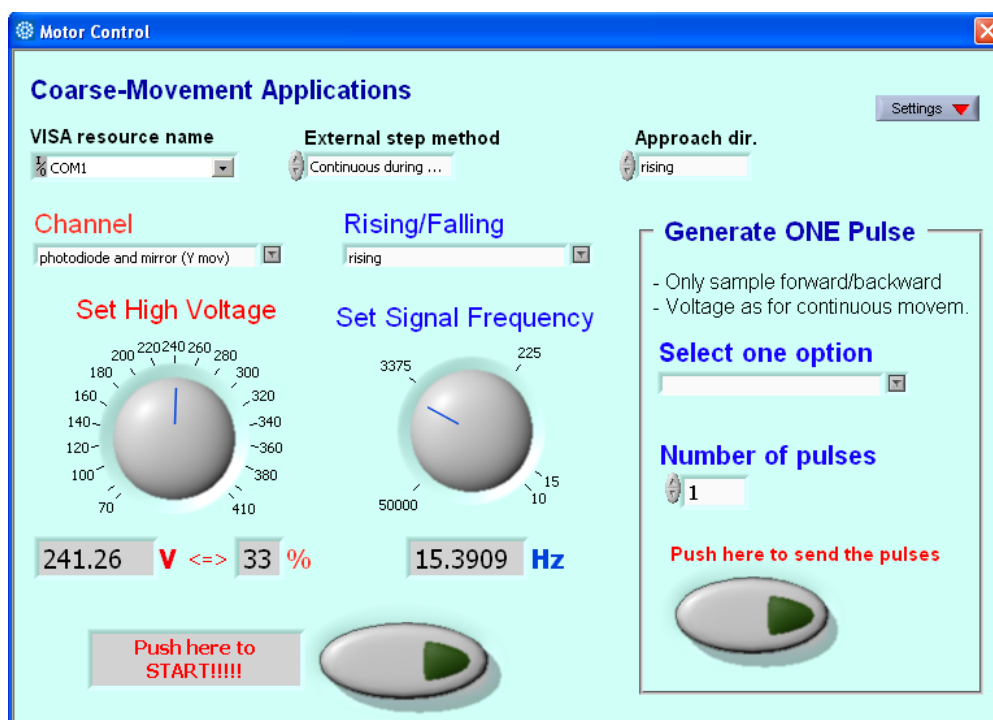 Motor Control
Coarse-Movement Applications
Settings
VISA resource name
External step method
Approach dir.
COM1
Continuous during ...
rising
Channel
Rising/Falling
photodiode and mirror (Y mov)
rising
Set High Voltage
70
100
120
140
160
180
200
220
240
260
280
300
320
340
360
380
410
241.26 V <=> 33 %
Set Signal Frequency
50000
3375
225
15
10
15.3909 Hz
Push here to
START!!!!!
Generate ONE Pulse
- Only sample forward/backward
- Voltage as for continuous movem.
Select one option
Number of pulses
1
Push here to send the pulses